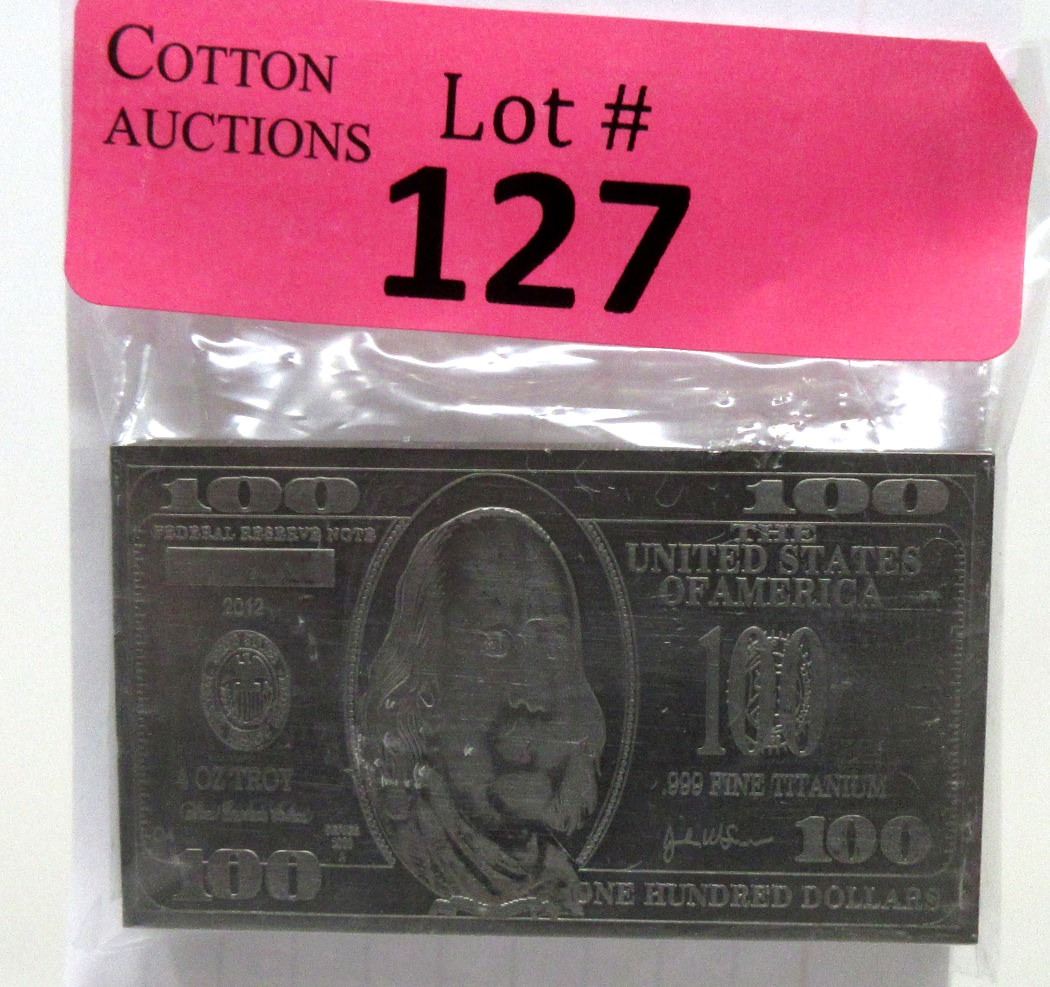 COTTON
AUCTIONS
Lot #
127
100
100
FEDERAL RESERVE NOTE
THE
UNITED STATES
OFAMERICA
2012
100
4 OZ TROY
.999 FINE TITANIUM
100
100
ONE HUNDRED DOLLARS